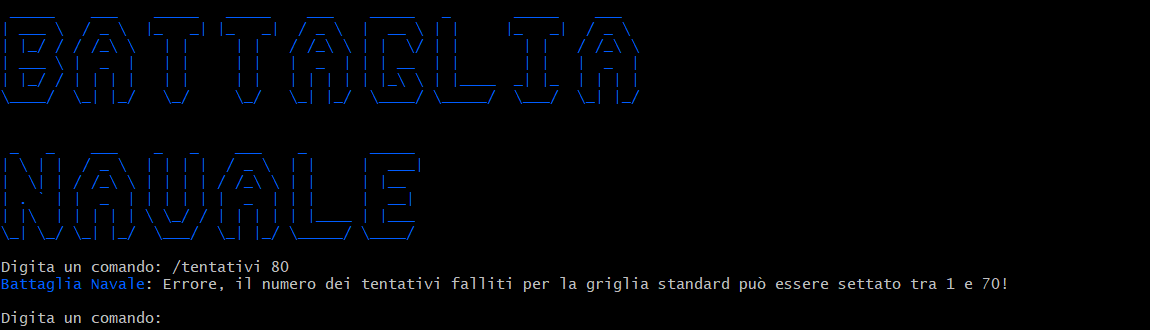 BATTAGLIA
NAVALE
Digita un comando: /tentativi 80
Battaglia Navale: Errore, il numero dei tentativi falliti per la griglia standard può essere settato tra 1 e 70!
Digita un comando: